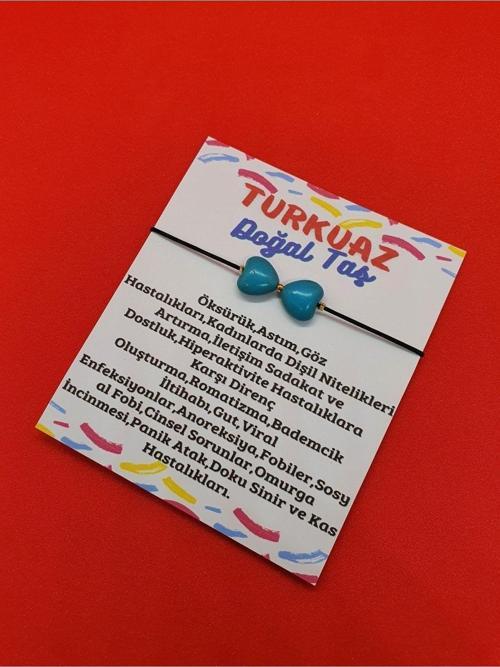 TURKUAZ
Doğal Taş
Öksürük,Astım,Göz
Hastalıkları,Kadınlarda Dişil Nitelikleri
Artırma,İletişim Sadakat ve
Dostluk,Hiperaktivite Hastalıklara
Karşı Direnç
Oluşturma,Romatizma,Bademcik
İltihabı,Gut,Viral
Enfeksiyonlar,Anoreksiya,Fobiler,Sosy
al Fobi,Cinsel Sorunlar,Omurga
İncinmesi,Panik Atak,Doku Sinir ve Kas
Hastalıkları.